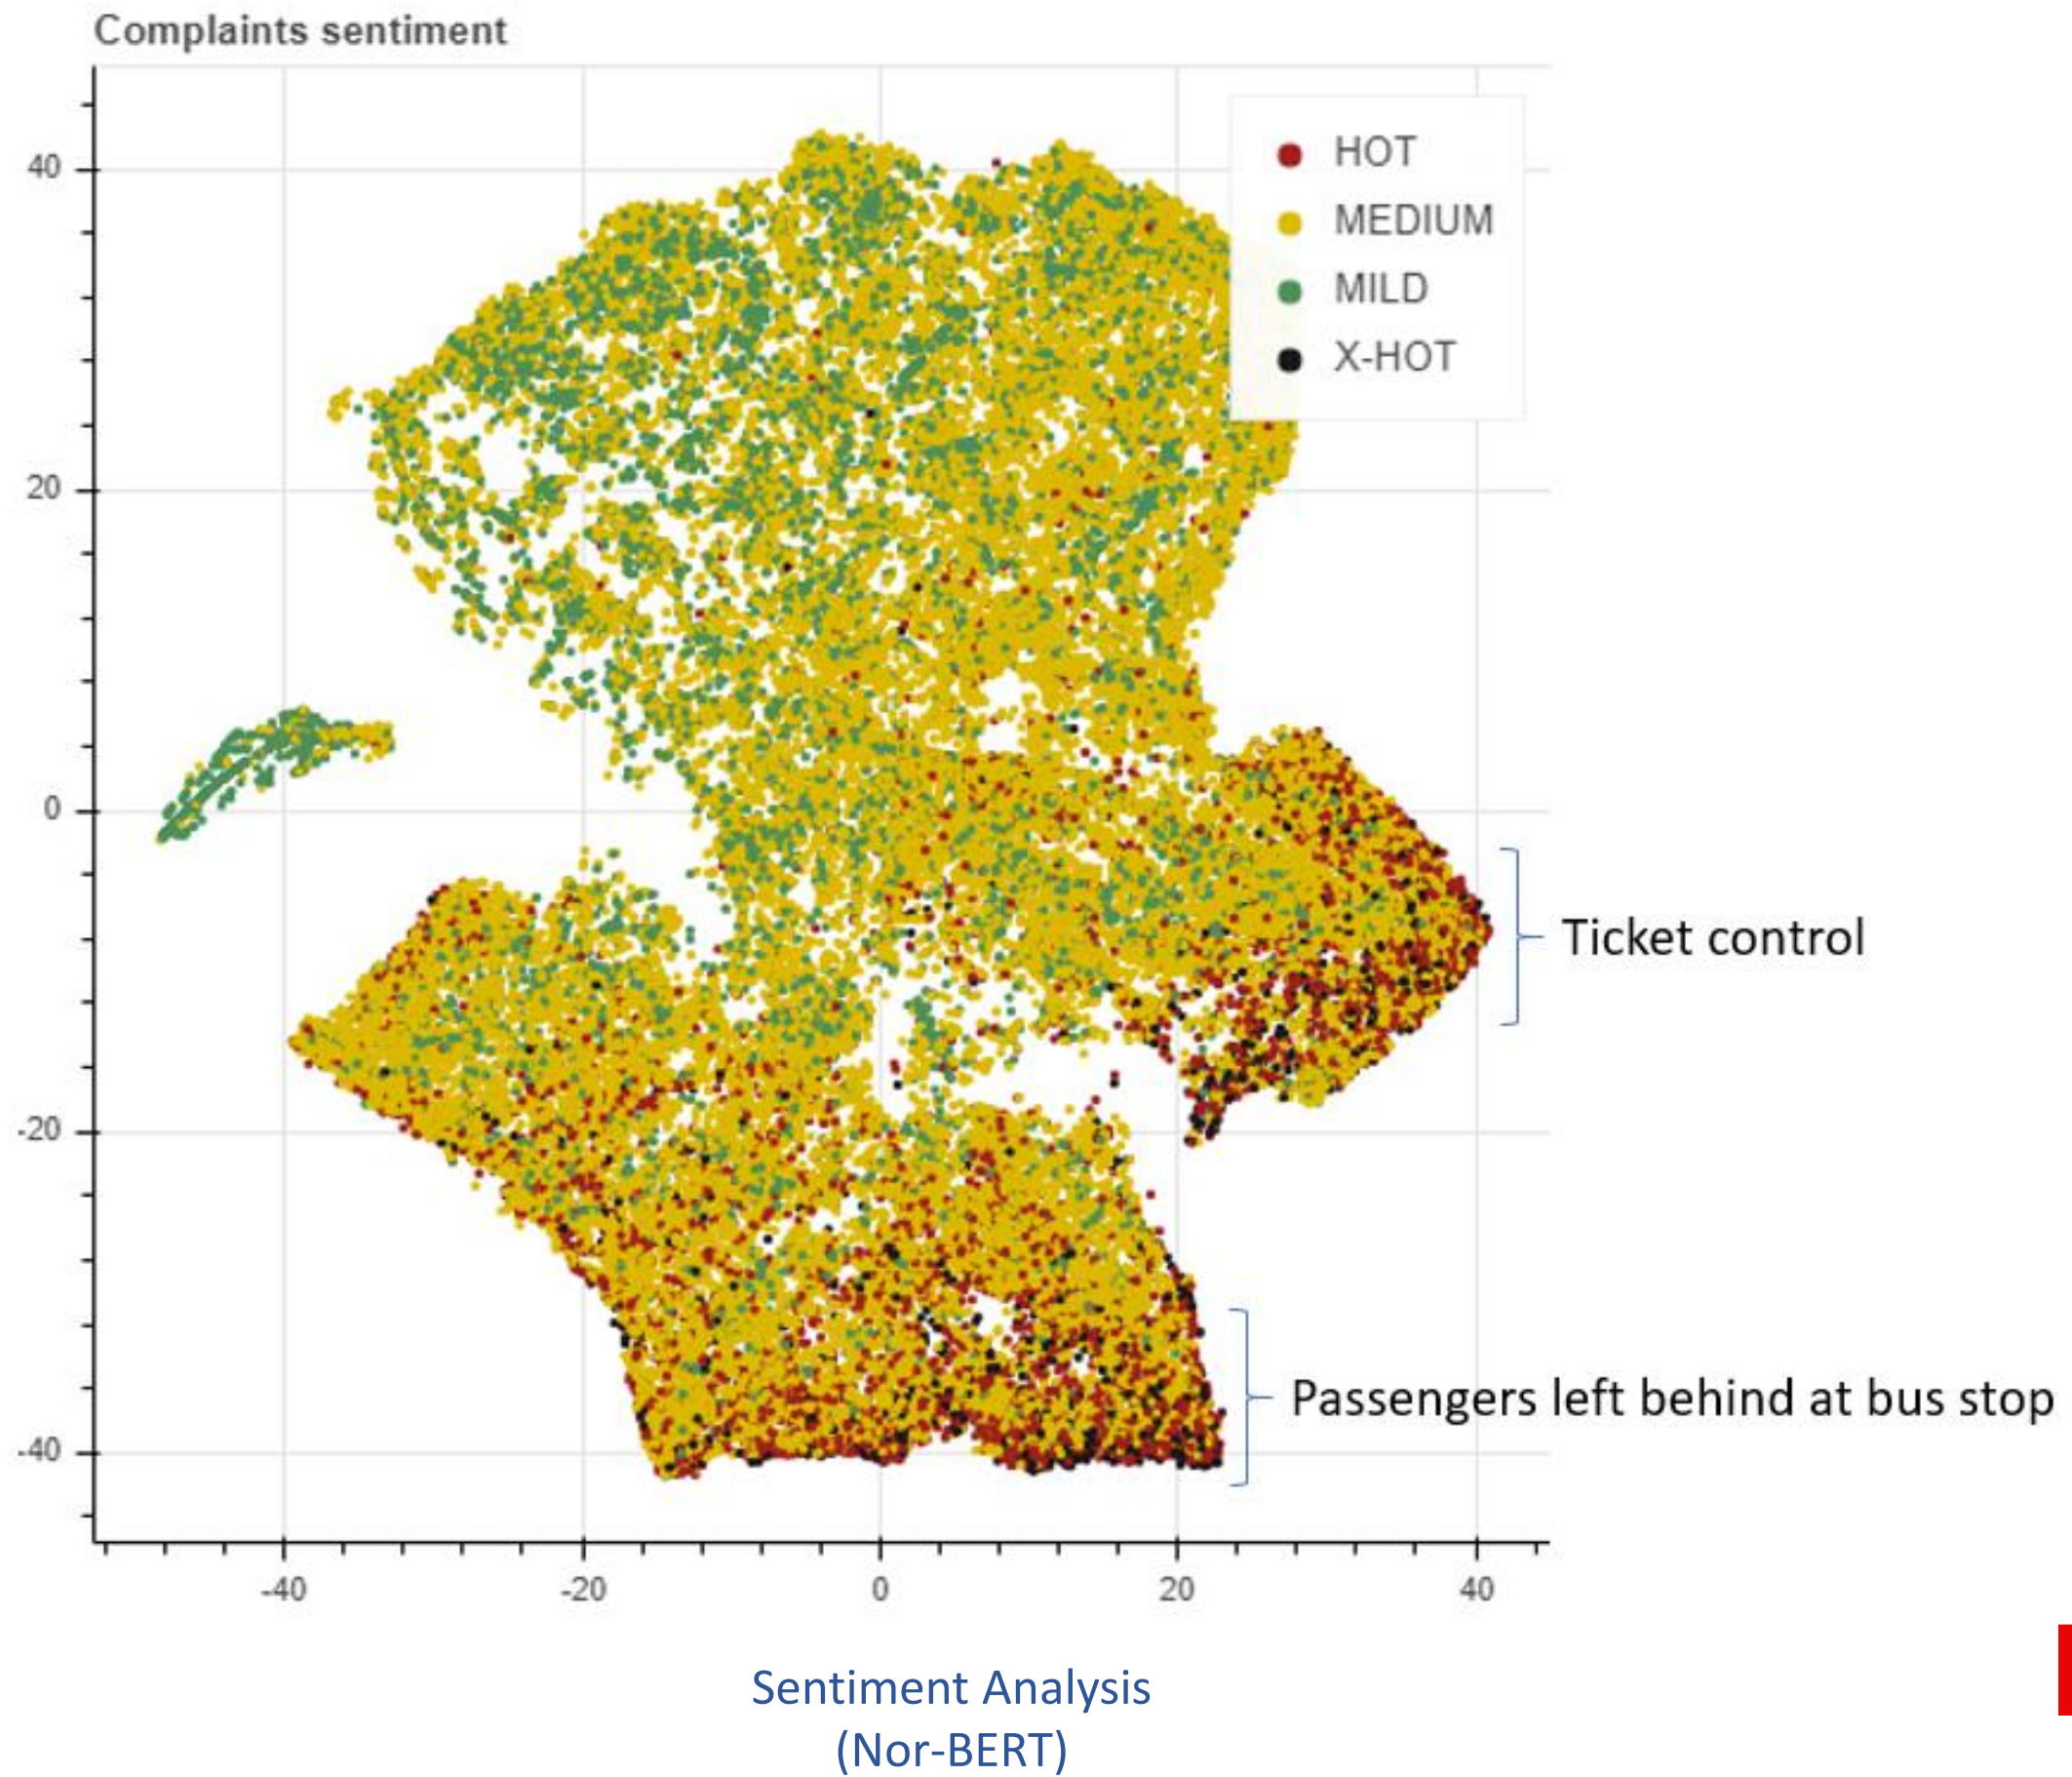 Complaints sentiment
HOT
MEDIUM
MILD
X-HOT
40
20
0
-20
-40
-40
-20
0
20
40
Ticket control
Passengers left behind at bus stop
Sentiment Analysis
(Nor-BERT)